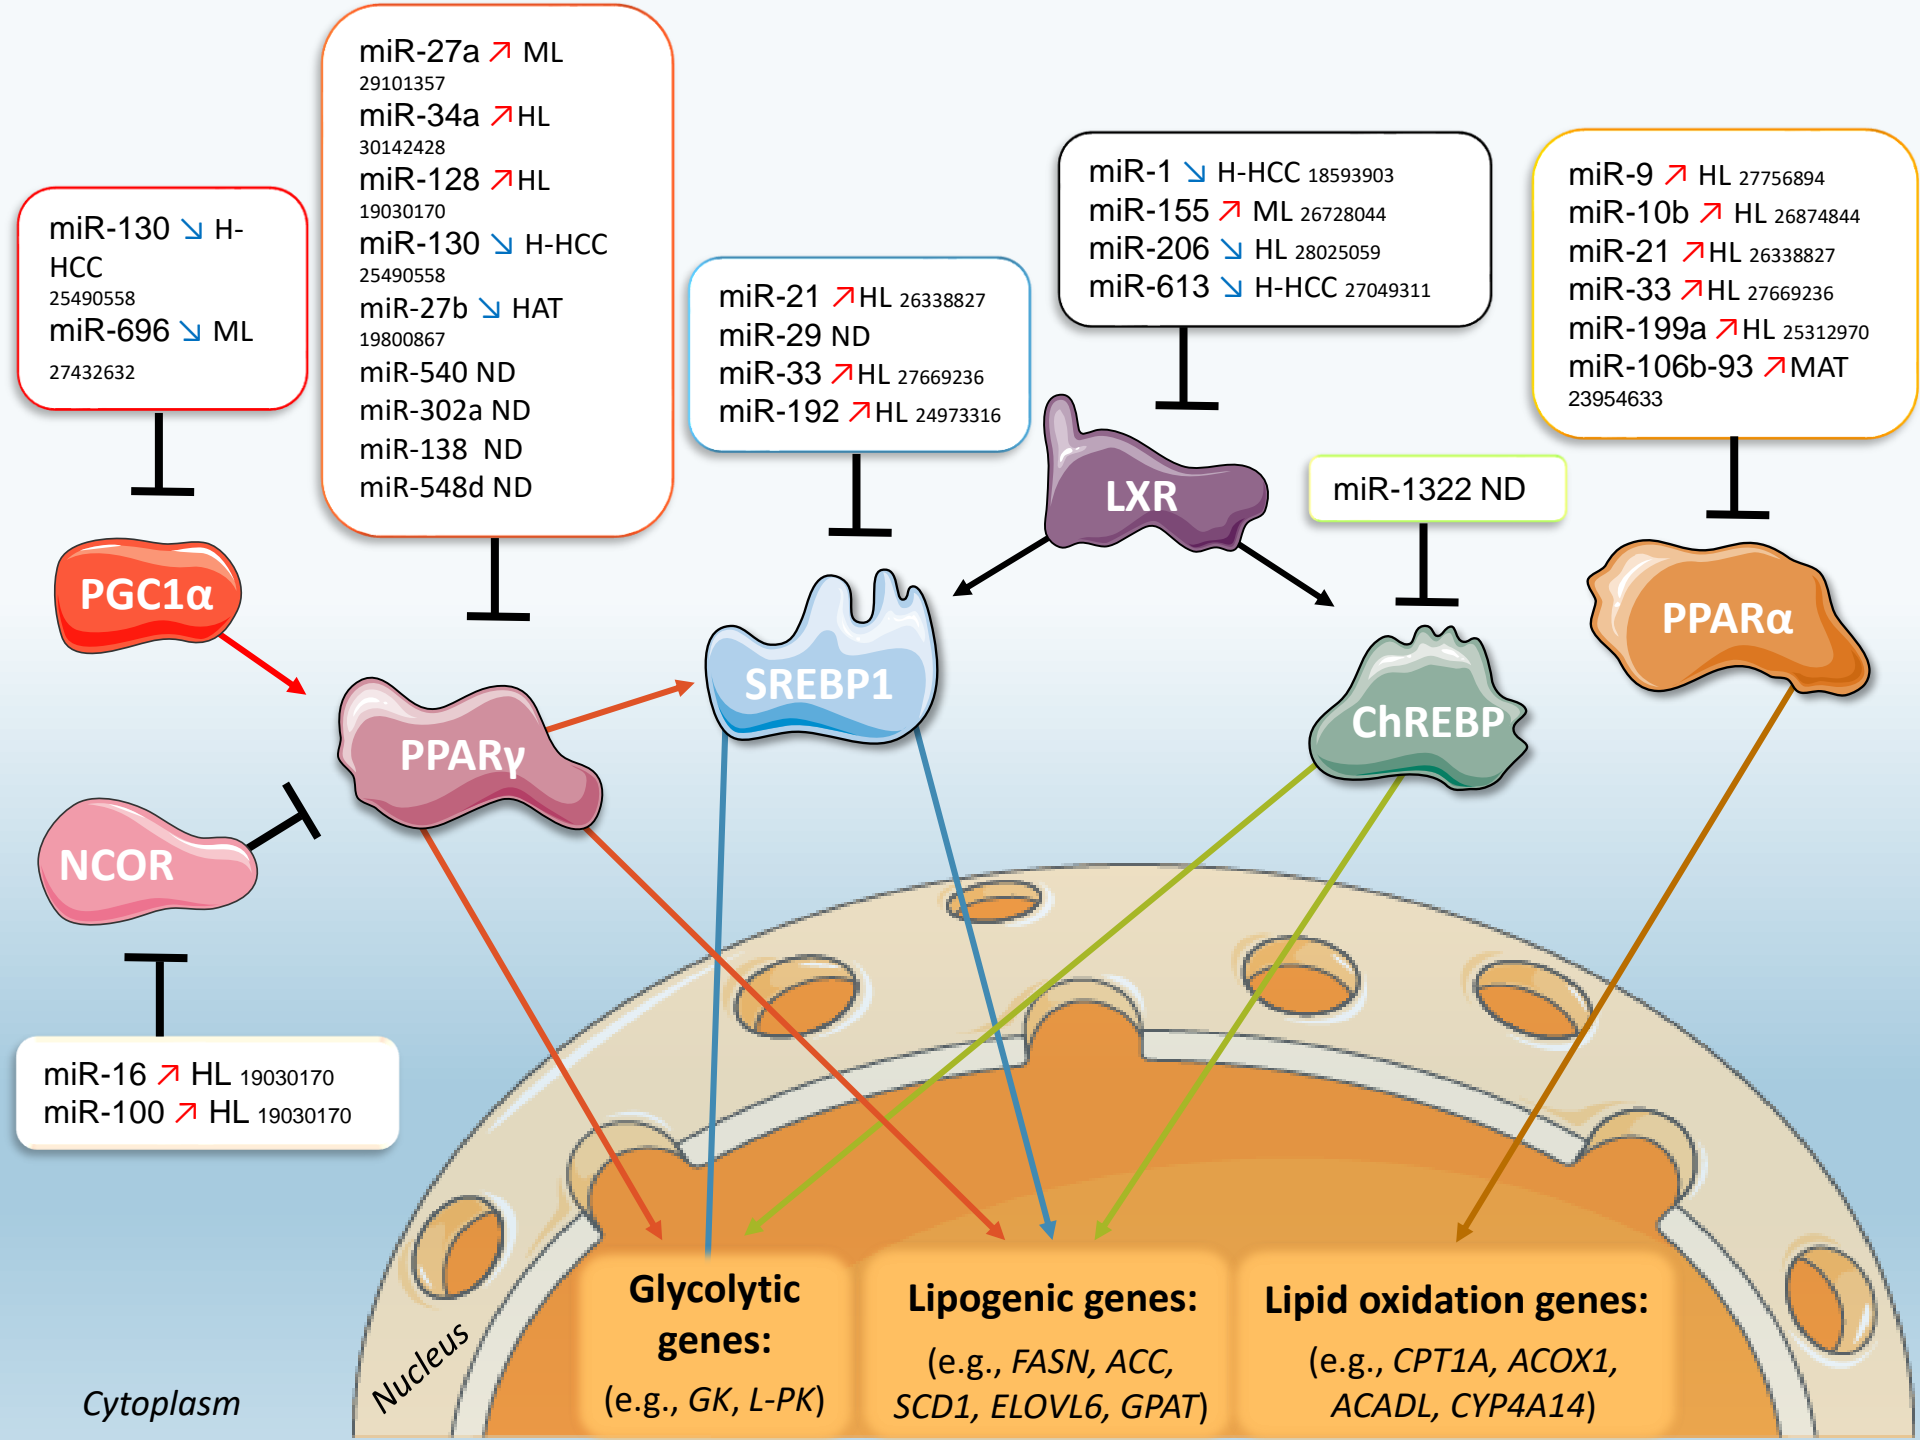 miR-27a ↗ ML
29101357
miR-34a ↗HL
30142428
miR-128 ↗HL
19030170
miR-130 ↘ H-HCC
25490558
miR-27b ↘ HAT
19800867
miR-540 ND
miR-302a ND
miR-138 ND
miR-548d ND
miR-130 ↘ H-
HCC
25490558
miR-696 ↘ ML
27432632
miR-21 ↗HL 26338827
miR-29 ND
miR-33 ↗HL 27669236
miR-192 ↗HL 24973316
miR-1 ↘ H-HCC 18593903
miR-155 ↗ ML 26728044
miR-206 ↘ HL 28025059
miR-613 ↘ H-HCC 27049311
miR-9 ↗ HL 27756894
miR-10b ↗ HL 26874844
miR-21 ↗HL 26338827
miR-33 ↗HL 27669236
miR-199a ↗HL 25312970
miR-106b-93 ↗MAT
23954633
miR-1322 ND
LXR
PGC1α
PPARα
SREBP1
ChREBP
PPARγ
NCOR
miR-16 ↗ HL 19030170
miR-100 ↗ HL 19030170
Glycolytic
genes:
(e.g., GK, L-PK)
Lipogenic genes:
(e.g., FASN, ACC,
SCD1, ELOVL6, GPAT)
Lipid oxidation genes:
(e.g., CPT1A, ACOX1,
ACADL, CYP4A14)
Nucleus
Cytoplasm